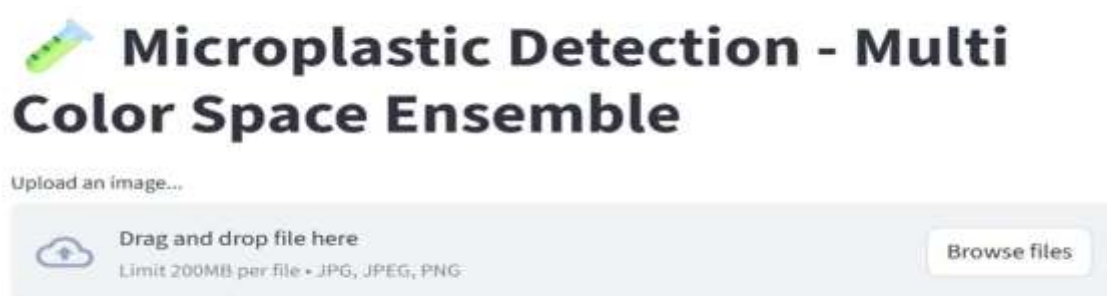 Microplastic Detection - Multi
Color Space Ensemble
Upload an image...
Drag and drop file here
Limit 200MB per file • JPG, JPEG, PNG
Browse files